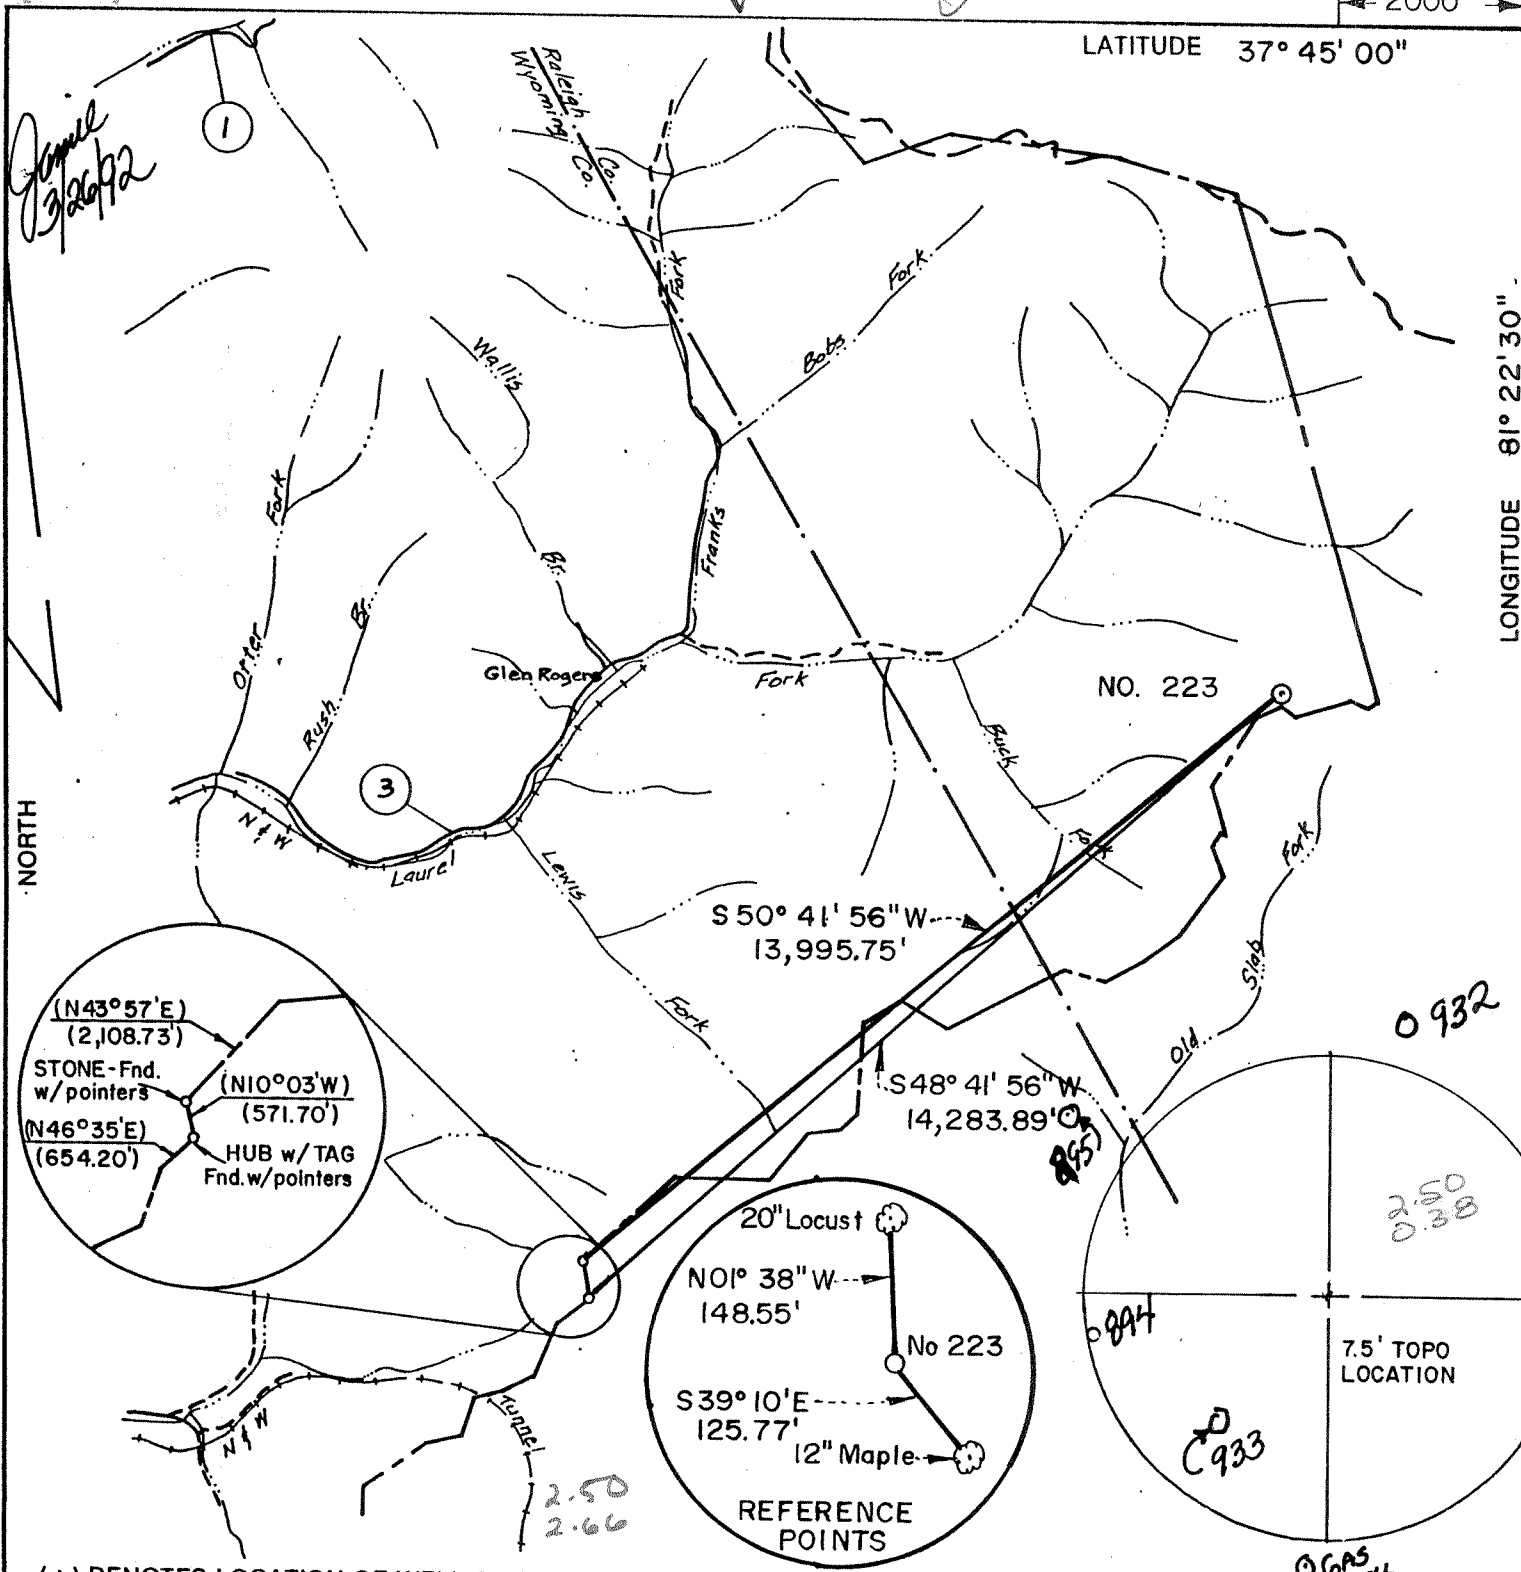 2000
LATITUDE 37° 45' 00"
3/26/92
1
Raleigh Co.
Wyoming Co.
Fork
Bobs Fork
Wallis Br.
LONGITUDE 81° 22' 30"
Otter Fork
Rush Br.
Franks
Glen Rogers
Fork
NO. 223
Buck Fork
3
N & W
Laurel
Lewis Fork
NORTH
Old Slab Fork
S 50° 41' 56" W
13,995.75'
S 48° 41' 56" W
14,283.89'
895
O 932
(N43° 57' E)
(2,108.73')
STONE-Fnd.
w/pointers
(N10° 03' W)
(571.70')
(N46° 35' E)
(654.20')
HUB w/ TAG
Fnd. w/pointers
20" Locust
N01° 38" W
148.55'
No 223
S39° 10' E
125.77'
12" Maple
REFERENCE
POINTS
2.50
0.38
894
7.5' TOPO
LOCATION
933
N & W
Tunnel
2.50
2.66
GAS